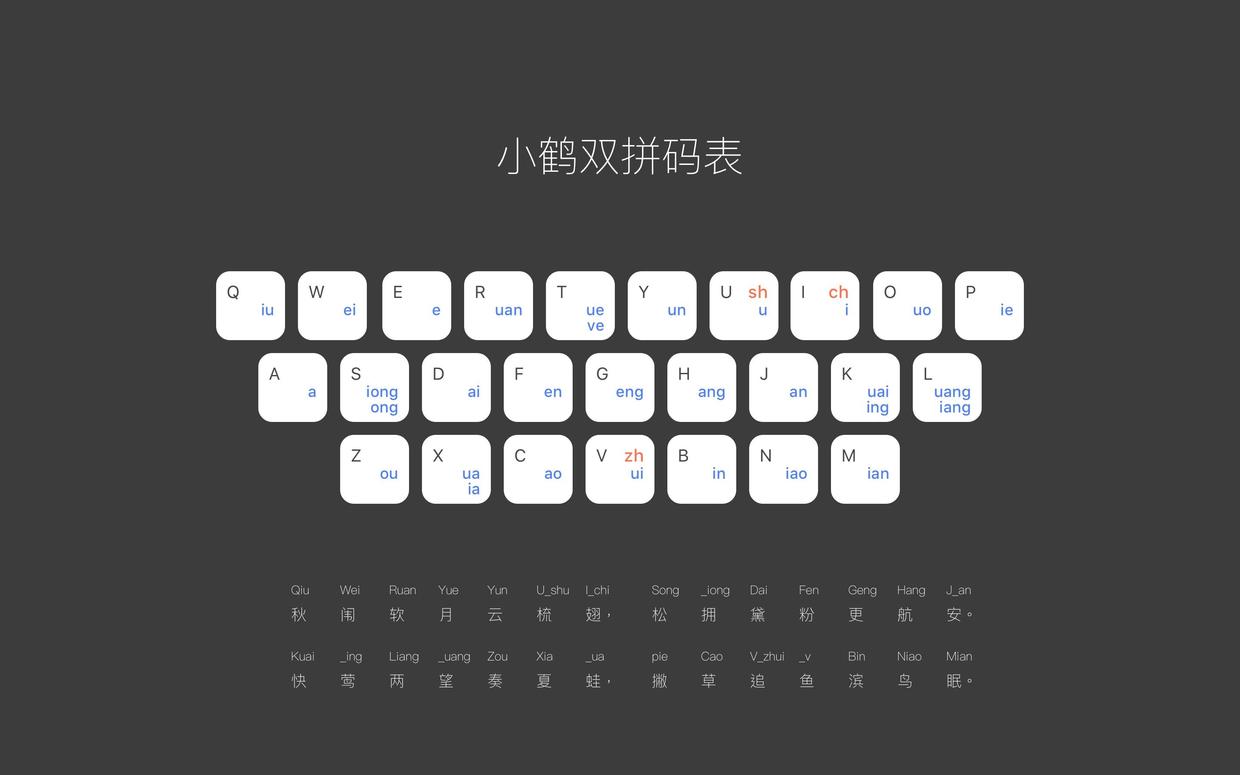 小鹤双拼码表
Q iu W ei E e R uan T ue ve Y un U sh u I ch i O uo P ie
A a S iong ong D ai F en G eng H ang J an K uai ing L uang iang
Z ou X ua ia C ao V zh ui B in N iao M ian
Qiu Wei Ruan Yue Yun U_shu I_chi Song _iong Dai Fen Geng Hang J_an
秋 闱 软 月 云 梳 翅， 松 拥 黛 粉 更 航 安。
Kuai _ing Liang _uang Zou Xia _ua pie Cao V_zhui _v Bin Niao Mian
快 莺 两 望 奏 夏 蛙， 撇 草 追 鱼 滨 鸟 眠。